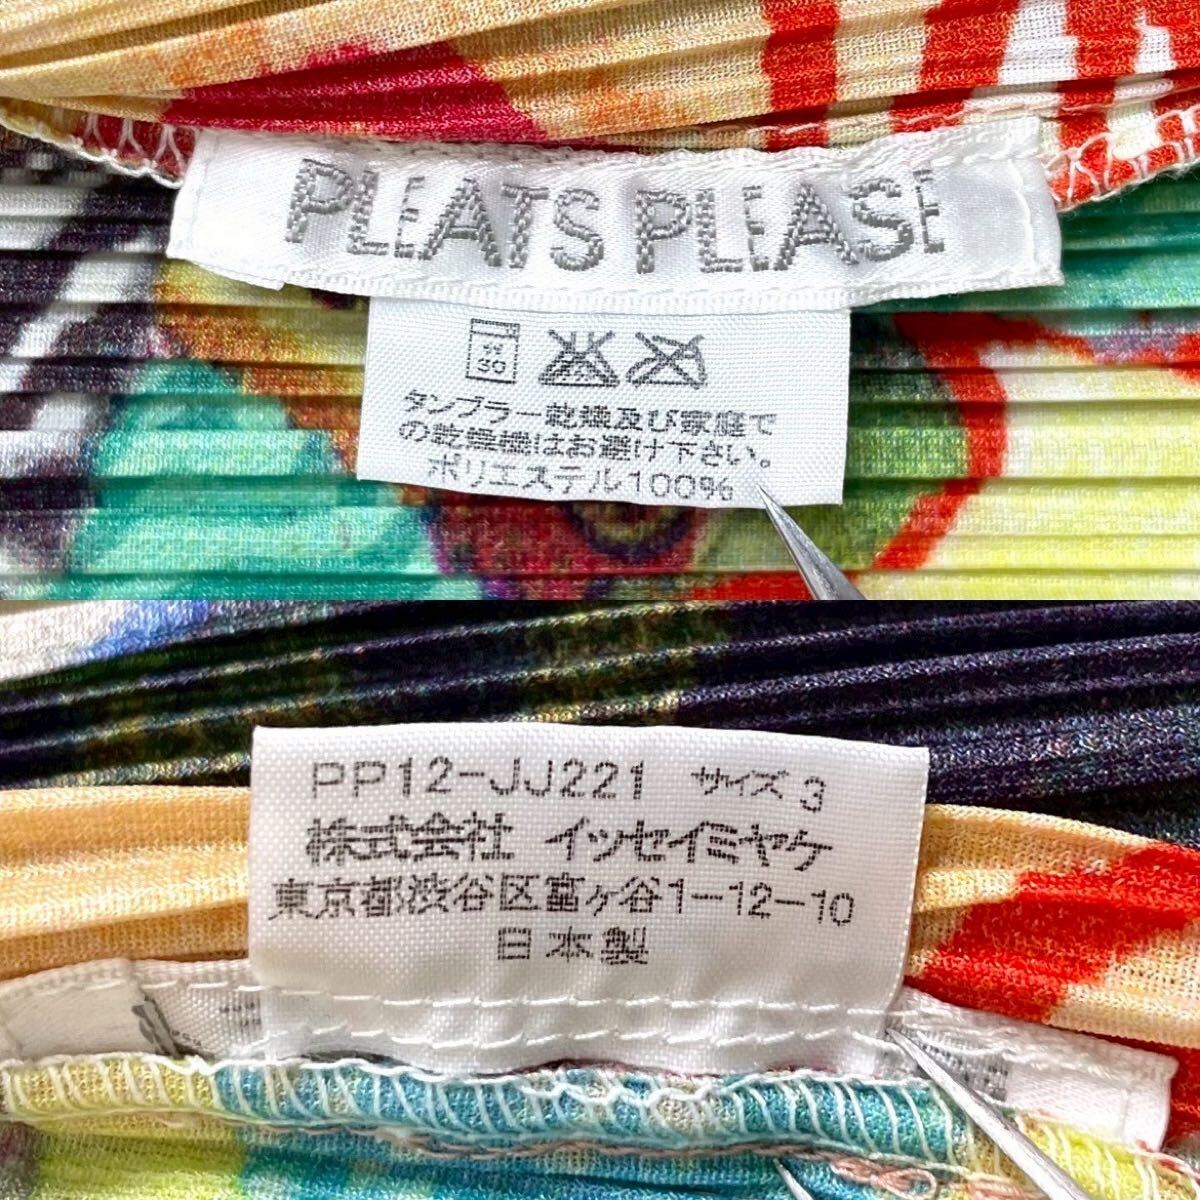 PLEATS PLEASE
30
タンブラー乾燥及び家庭で
の乾燥機はお避け下さい。
ポリエステル100%
PP12-JJ221 サイズ 3
株式会社 イッセイミヤケ
東京都渋谷区富ヶ谷1-12-10
日本製